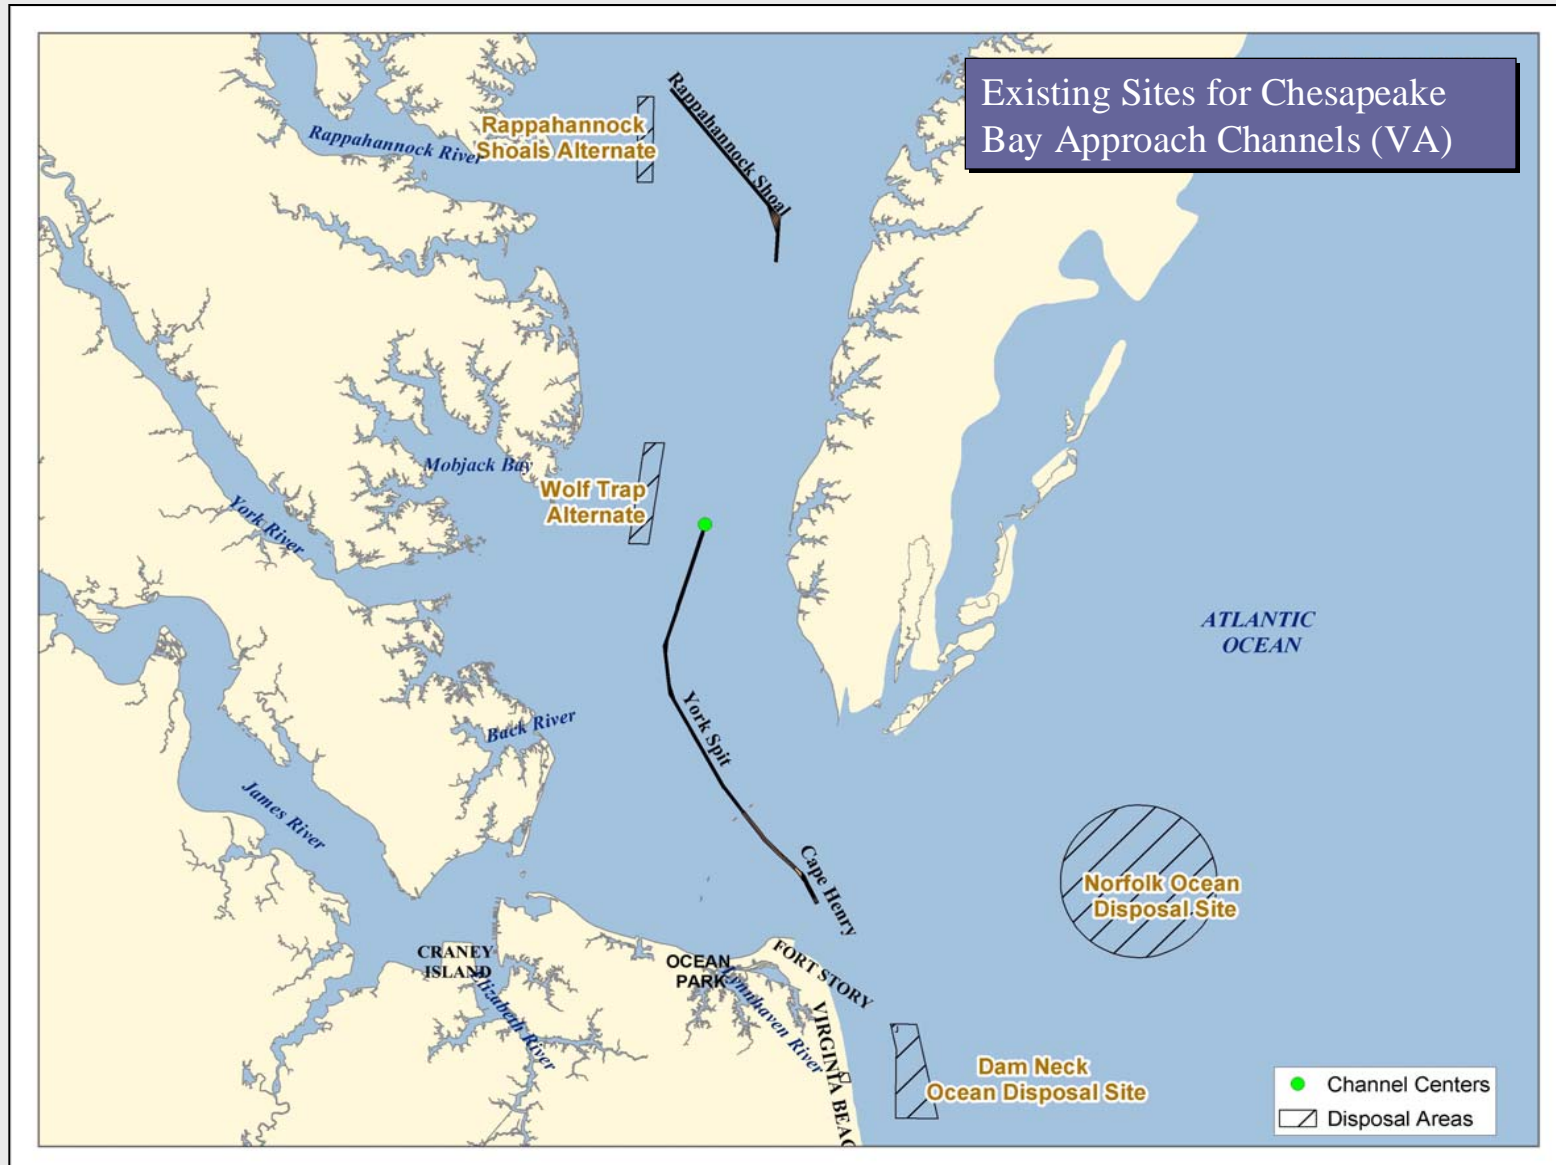 Existing Sites for Chesapeake
Bay Approach Channels (VA)
Rappahannock River
Rappahannock
Shoals Alternate
Rappahannock Shoal
Mobjack Bay
Wolf Trap
Alternate
York River
ATLANTIC
OCEAN
York Spit
Back River
James River
Cape Henry
Norfolk Ocean
Disposal Site
CRANEY
ISLAND
Elizabeth River
OCEAN
PARK
Lynnhaven River
FORT STORY
VIRGINIA BEAC
Dam Neck
Ocean Disposal Site
Channel Centers
Disposal Areas